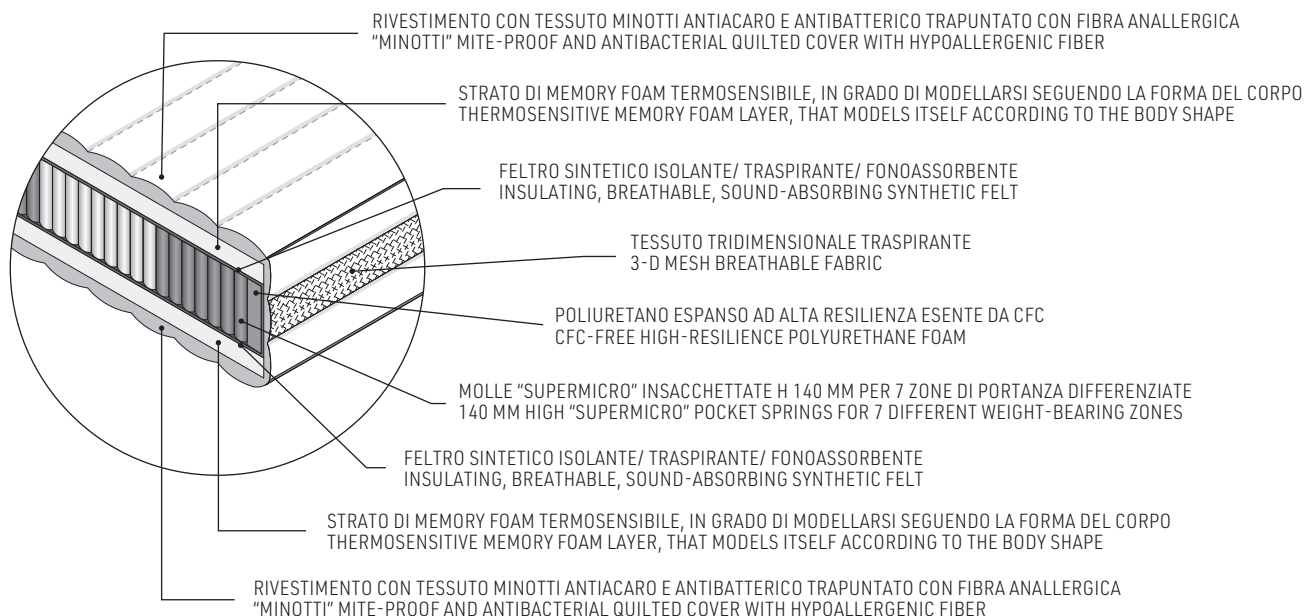 RIVESTIMENTO CON TESSUTO MINOTTI ANTIACARO E ANTIBATTERICO TRAPUNTATO CON FIBRA ANALLERGICA
“MINOTTI” MITE-PROOF AND ANTIBACTERIAL QUILTED COVER WITH HYPOALLERGENIC FIBER
STRATO DI MEMORY FOAM TERMOSENSIBILE, IN GRADO DI MODELLARSI SEGUENDO LA FORMA DEL CORPO
THERMOSENSITIVE MEMORY FOAM LAYER, THAT MODELS ITSELF ACCORDING TO THE BODY SHAPE
FELTRO SINTETICO ISOLANTE/ TRASPIRANTE/ FONOASSORBENTE
INSULATING, BREATHABLE, SOUND-ABSORBING SYNTHETIC FELT
TESSUTO TRIDIMENSIONALE TRASPIRANTE
3-D MESH BREATHABLE FABRIC
POLIURETANO ESPANSO AD ALTA RESILIENZA ESENTE DA CFC
CFC-FREE HIGH-RESILIENCE POLYURETHANE FOAM
MOLLE “SUPERMICRO” INSACCHETTATE H 140 MM PER 7 ZONE DI PORTANZA DIFFERENZIATE
140 MM HIGH “SUPERMICRO” POCKET SPRINGS FOR 7 DIFFERENT WEIGHT-BEARING ZONES
FELTRO SINTETICO ISOLANTE/ TRASPIRANTE/ FONOASSORBENTE
INSULATING, BREATHABLE, SOUND-ABSORBING SYNTHETIC FELT
STRATO DI MEMORY FOAM TERMOSENSIBILE, IN GRADO DI MODELLARSI SEGUENDO LA FORMA DEL CORPO
THERMOSENSITIVE MEMORY FOAM LAYER, THAT MODELS ITSELF ACCORDING TO THE BODY SHAPE
RIVESTIMENTO CON TESSUTO MINOTTI ANTIACARO E ANTIBATTERICO TRAPUNTATO CON FIBRA ANALLERGICA
“MINOTTI” MITE-PROOF AND ANTIBACTERIAL QUILTED COVER WITH HYPOALLERGENIC FIBER